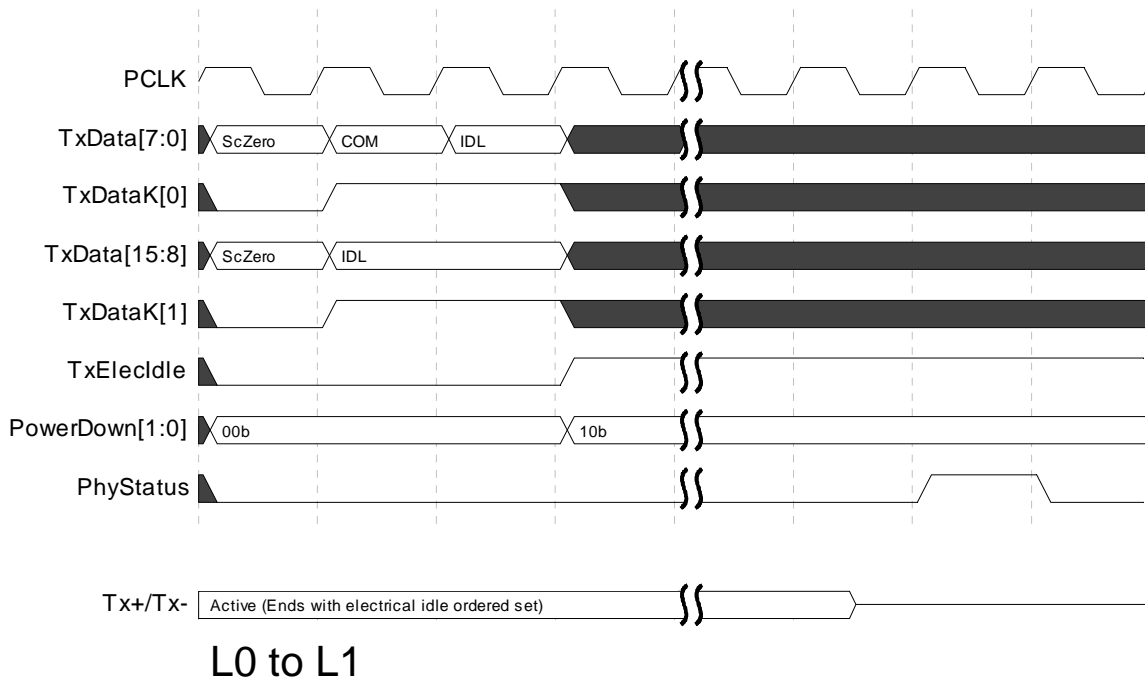 PCLK
TxData[7:0] ScZero COM IDL
TxDataK[0]
TxData[15:8] ScZero IDL
TxDataK[1]
TxElecIdle
PowerDown[1:0] 00b 10b
PhyStatus
Tx+/Tx- Active (Ends with electrical idle ordered set)
L0 to L1